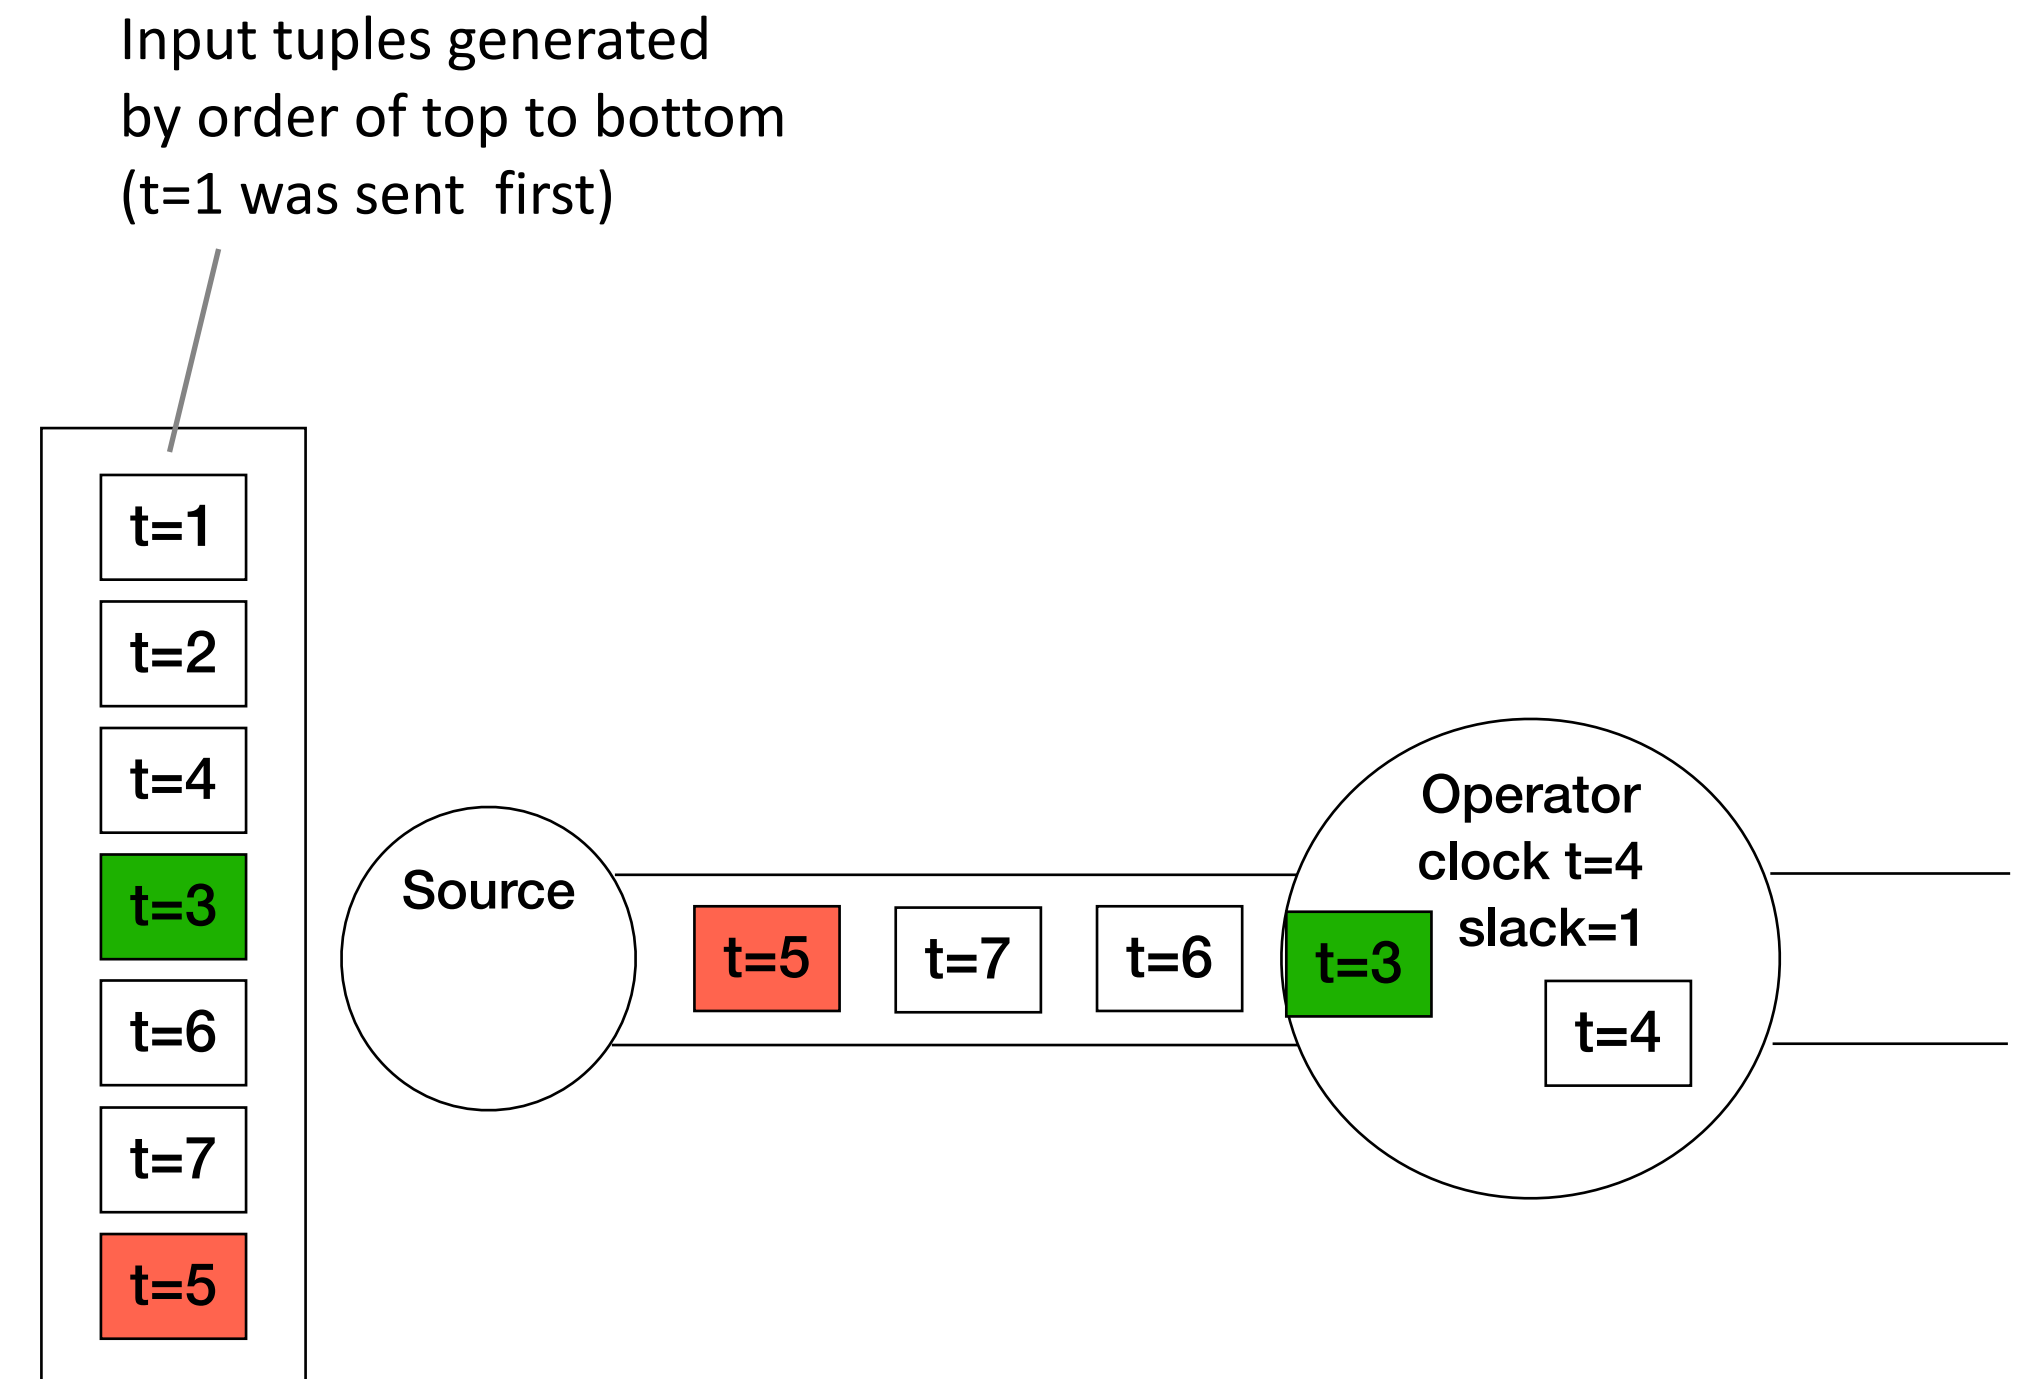 Input tuples generated
by order of top to bottom
(t=1 was sent first)
t=1
t=2
t=4
t=3
t=6
t=7
t=5
Source
t=5
t=7
t=6
t=3
Operator
clock t=4
slack=1
t=4